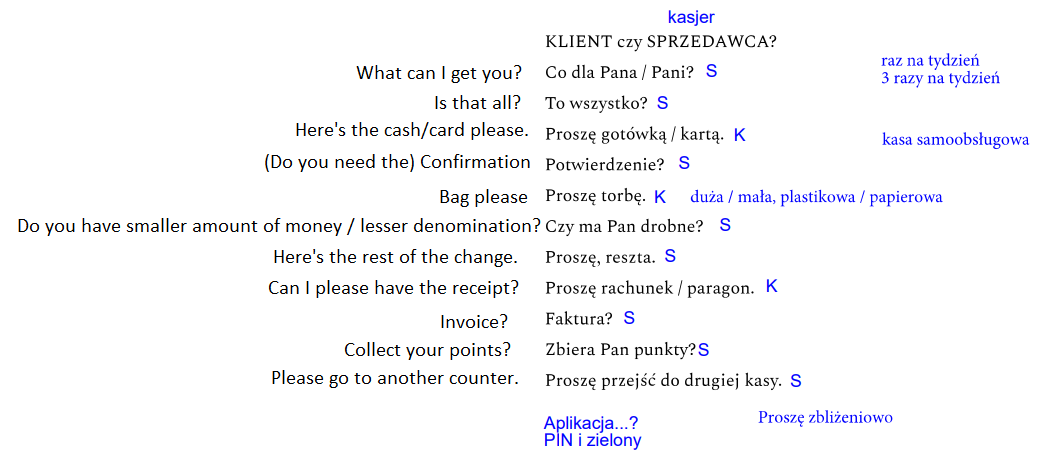 kasjer
KLIENT czy SPRZEDAWCA?
raz na tydzień
3 razy na tydzień
What can I get you? Co dla Pana / Pani? S
Is that all? To wszystko? S
Here's the cash/card please. Proszę gotówką / kartą. K
kasa samoobsługowa
(Do you need the) Confirmation Potwierdzenie? S
Bag please Proszę torbę. K duża / mała, plastikowa / papierowa
Do you have smaller amount of money / lesser denomination? Czy ma Pan drobne? S
Here's the rest of the change. Proszę, reszta. S
Can I please have the receipt? Proszę rachunek / paragon. K
Invoice? Faktura? S
Collect your points? Zbiera Pan punkty? S
Please go to another counter. Proszę przejść do drugiej kasy. S
Aplikacja...? Proszę zbliżeniowo
PIN i zielony